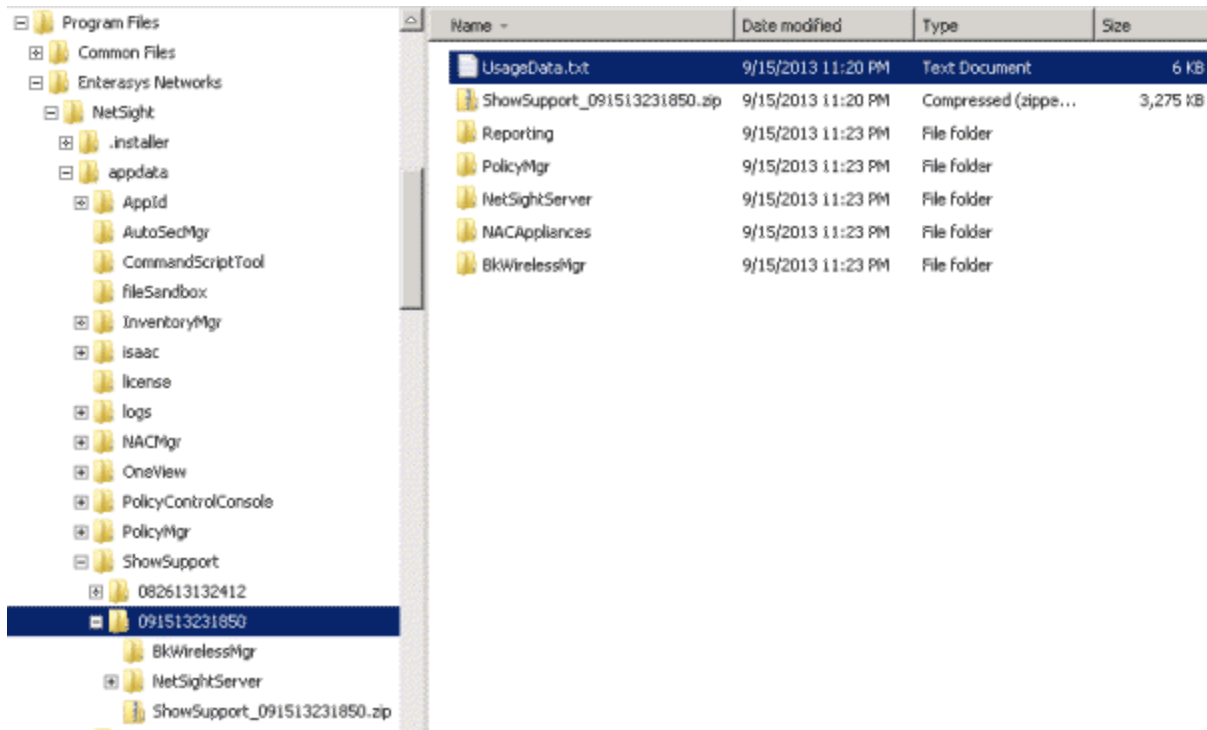 Program Files
Common Files
Enterasys Networks
NetSight
.installer
appdata
AppId
AutoSecMgr
CommandScriptTool
fileSandbox
InventoryMgr
isaac
license
logs
NACMgr
OneView
PolicyControlConsole
PolicyMgr
ShowSupport
082613132412
091513231850
BkWirelessMgr
NetSightServer
ShowSupport_091513231850.zip
Name Date modified Type Size
UsageData.txt 9/15/2013 11:20 PM Text Document 6 KB
ShowSupport_091513231850.zip 9/15/2013 11:20 PM Compressed (zippe... 3,275 KB
Reporting 9/15/2013 11:23 PM File folder
PolicyMgr 9/15/2013 11:23 PM File folder
NetSightServer 9/15/2013 11:23 PM File folder
NACAppliances 9/15/2013 11:23 PM File folder
BkWirelessMgr 9/15/2013 11:23 PM File folder